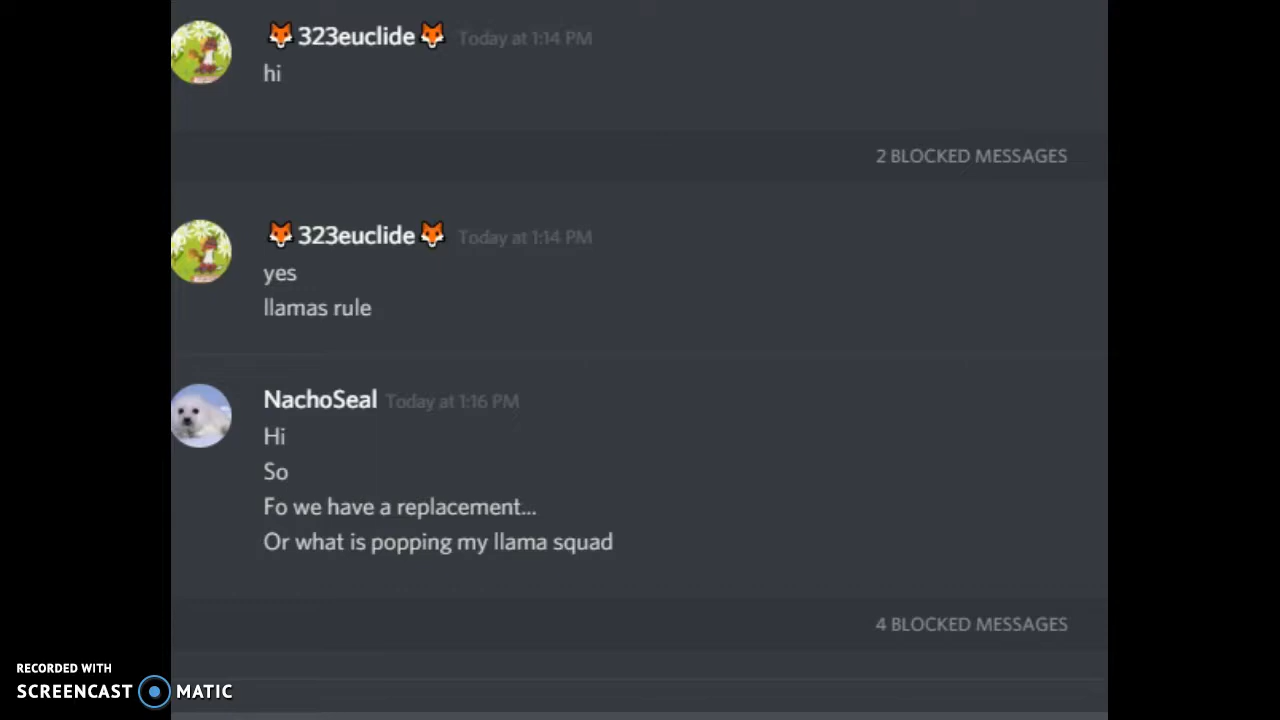 🦊323euclide🦊 Today at 1:14 PM
hi
2 BLOCKED MESSAGES
🦊323euclide🦊 Today at 1:14 PM
yes
llamas rule
NachoSeal Today at 1:16 PM
Hi
So
Fo we have a replacement...
Or what is popping my llama squad
4 BLOCKED MESSAGES
RECORDED WITH
SCREENCAST MATIC